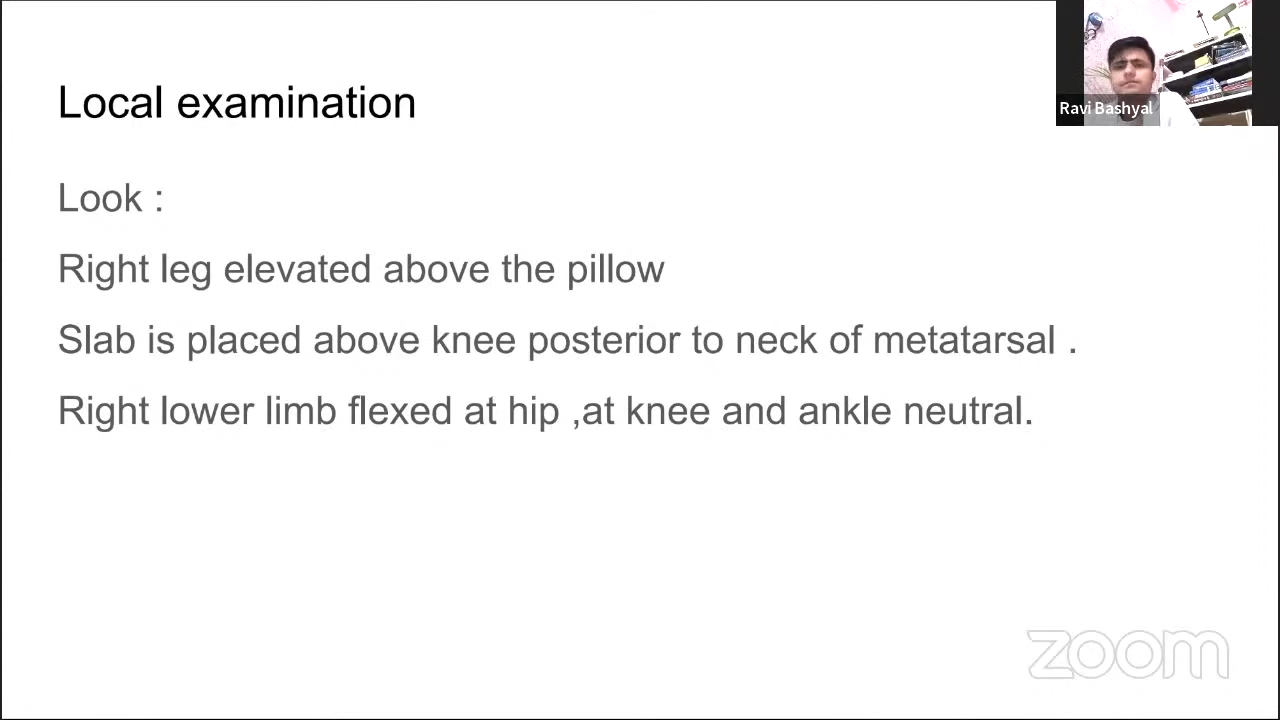 Local examination
Ravi Bashyal
Look :
Right leg elevated above the pillow
Slab is placed above knee posterior to neck of metatarsal .
Right lower limb flexed at hip ,at knee and ankle neutral.
zoom